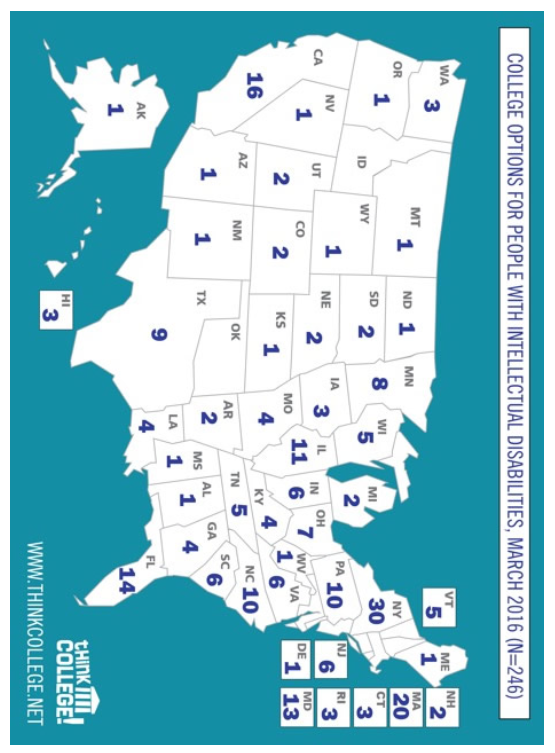 COLLEGE OPTIONS FOR PEOPLE WITH INTELLECTUAL DISABILITIES, MARCH 2016 (N=246)
WA
3
OR
1
CA
16
NV
1
ID
MT
1
WY
1
UT
2
AZ
1
CO
2
NM
1
ND
1
SD
2
NE
2
KS
1
OK
TX
9
MN
8
IA
3
MO
4
AR
2
LA
4
WI
5
IL
11
MI
2
IN
6
OH
7
KY
4
TN
5
MS
1
AL
1
GA
4
FL
14
SC
6
NC
10
VA
6
WV
1
PA
10
NY
30
ME
1
VT
5
NH
2
MA
20
CT
3
RI
3
NJ
6
DE
1
MD
13
AK
1
HI
3
think
COLLEGE!
WWW.THINKCOLLEGE.NET